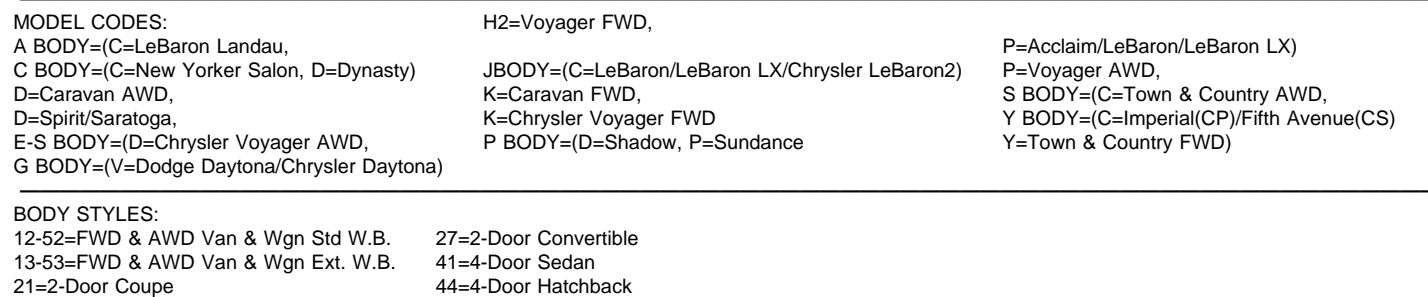 MODEL CODES: H2=Voyager FWD,
A BODY=(C=LeBaron Landau, P=Acclaim/LeBaron/LeBaron LX)
C BODY=(C=New Yorker Salon, D=Dynasty) JBODY=(C=LeBaron/LeBaron LX/Chrysler LeBaron2) P=Voyager AWD,
D=Caravan AWD, K=Caravan FWD, S BODY=(C=Town & Country AWD,
D=Spirit/Saratoga, K=Chrysler Voyager FWD Y BODY=(C=Imperial(CP)/Fifth Avenue(CS)
E-S BODY=(D=Chrysler Voyager AWD, P BODY=(D=Shadow, P=Sundance Y=Town & Country FWD)
G BODY=(V=Dodge Daytona/Chrysler Daytona)
BODY STYLES:
12-52=FWD & AWD Van & Wgn Std W.B. 27=2-Door Convertible
13-53=FWD & AWD Van & Wgn Ext. W.B. 41=4-Door Sedan
21=2-Door Coupe 44=4-Door Hatchback